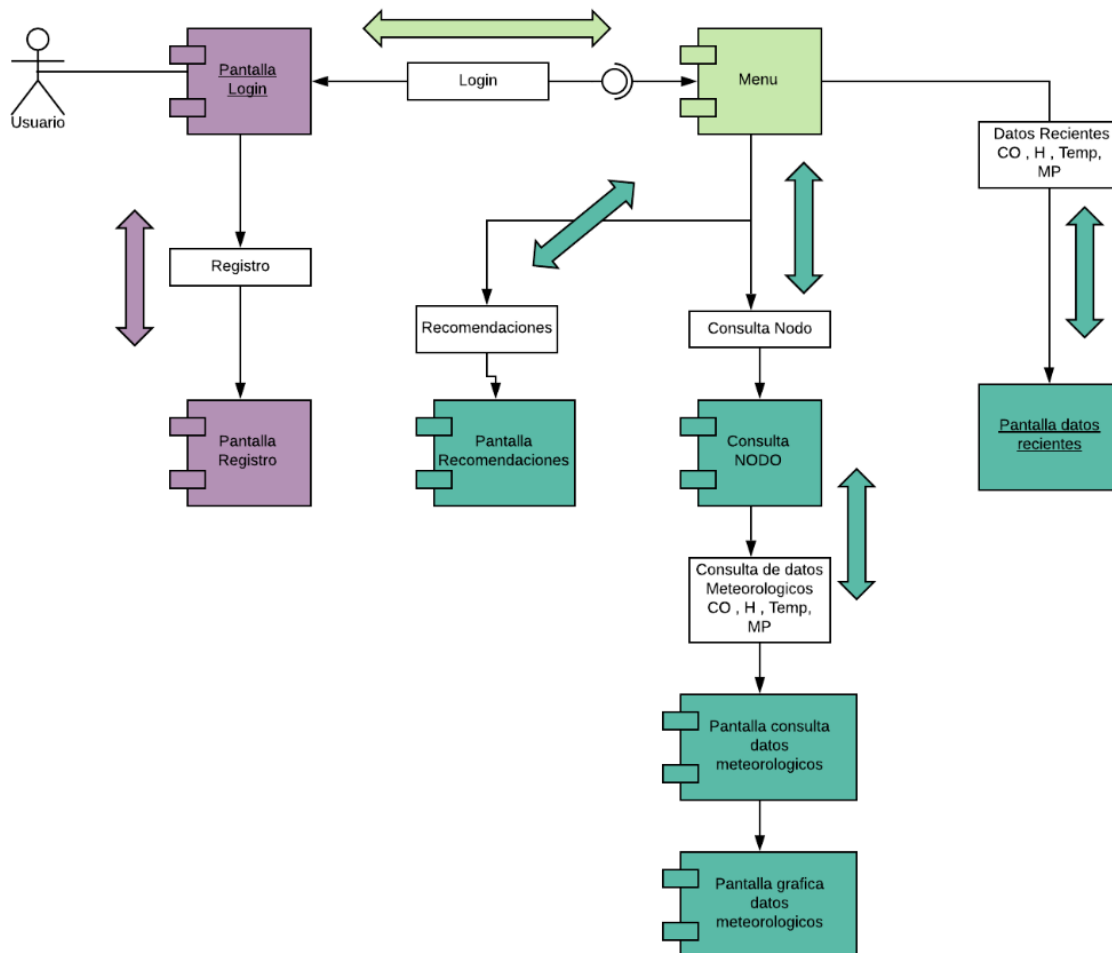 Usuario
Pantalla
Login
Login
Menu
Datos Recientes
CO , H , Temp,
MP
Registro
Recomendaciones
Consulta Nodo
Pantalla
Registro
Pantalla
Recomendaciones
Consulta
NODO
Pantalla datos
recientes
Consulta de datos
Meteorologicos
CO , H , Temp,
MP
Pantalla consulta
datos
meteorologicos
Pantalla grafica
datos
meteorologicos